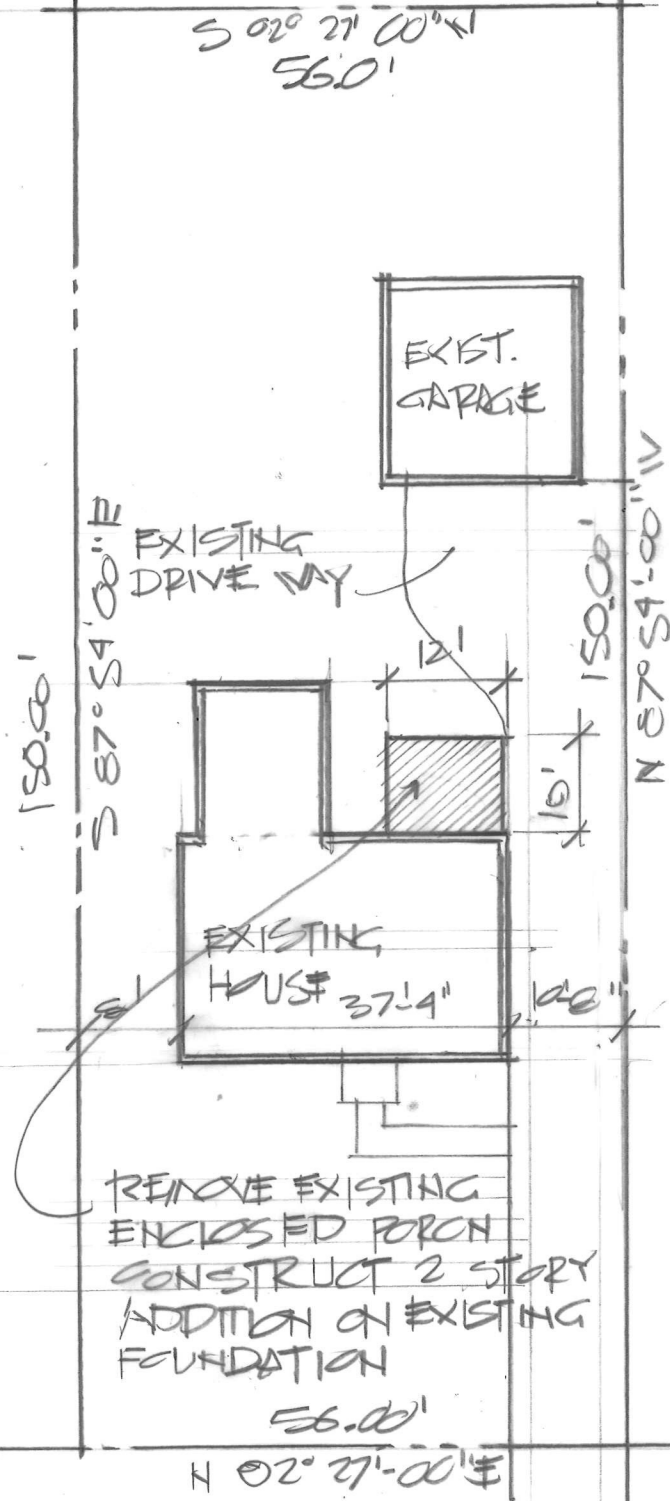 S 02° 27' 00" W
56.0'
EXIST.
GARAGE
EXISTING
DRIVE WAY
150.00'
S 87° 54' 00" E
150.00'
N 87° 54'-00" W
12'
10'
EXISTING
HOUSE
37'-4"
8'
10'-8"
REMOVE EXISTING
ENCLOSED PORCH
CONSTRUCT 2 STORY
ADDITION ON EXISTING
FOUNDATION
56.00'
N 02° 27'-00" E